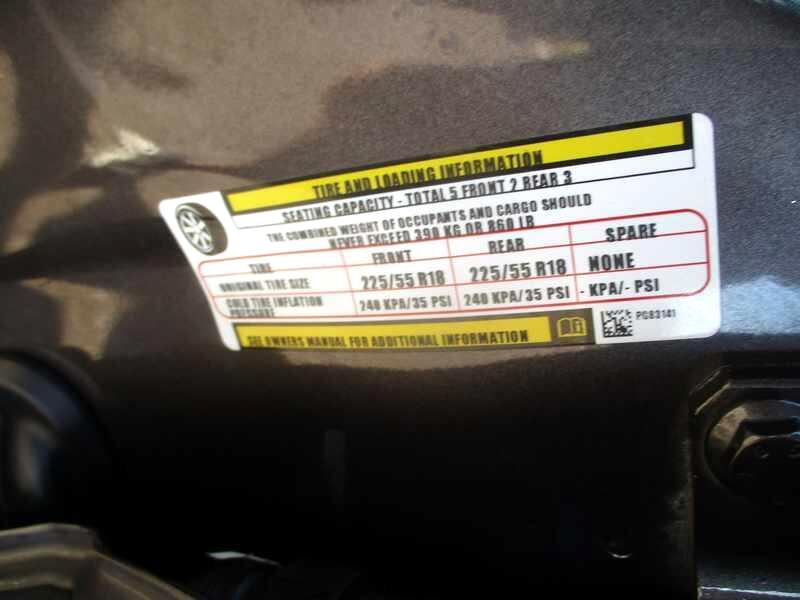 TIRE AND LOADING INFORMATION
SEATING CAPACITY - TOTAL 5 FRONT 2 REAR 3
THE COMBINED WEIGHT OF OCCUPANTS AND CARGO SHOULD
NEVER EXCEED 390 KG OR 860 LB
TIRE FRONT REAR SPARE
ORIGINAL TIRE SIZE 225/55 R18 225/55 R18 NONE
COLD TIRE INFLATION PRESSURE 240 KPA/35 PSI 240 KPA/35 PSI - KPA/- PSI
SEE OWNERS MANUAL FOR ADDITIONAL INFORMATION
PG83141